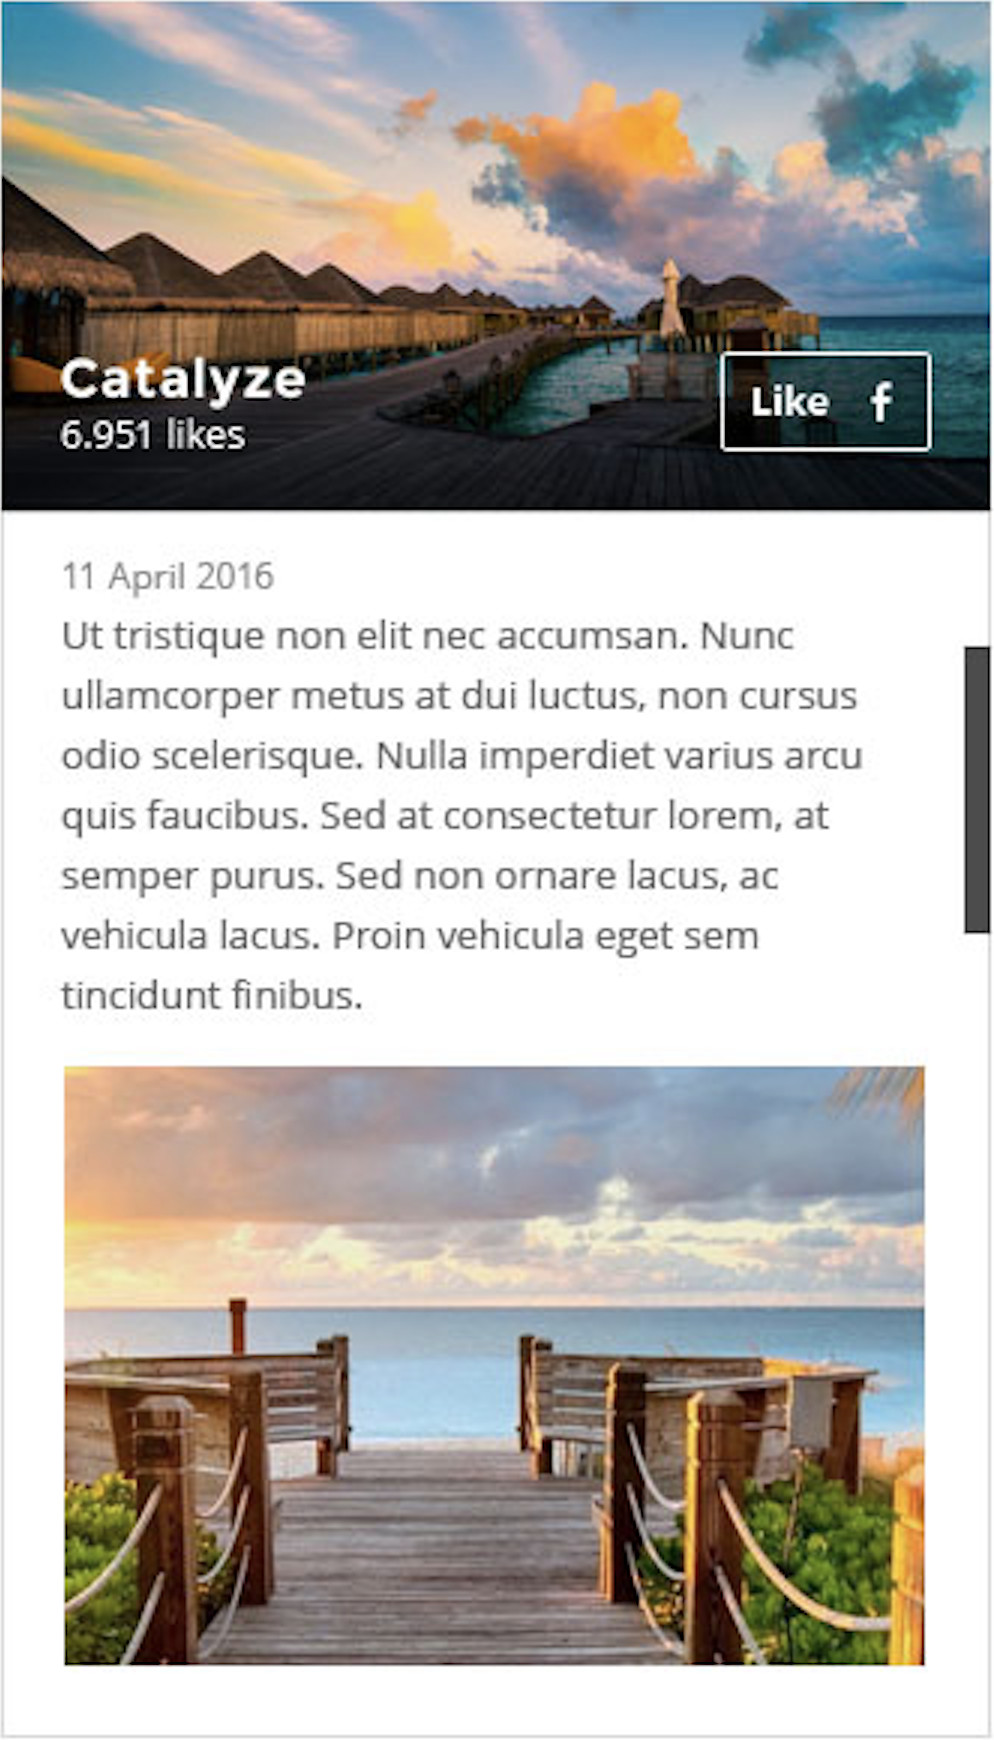 Catalyze
6.951 likes
Like f
11 April 2016
Ut tristique non elit nec accumsan. Nunc
ullamcorper metus at dui luctus, non cursus
odio scelerisque. Nulla imperdiet varius arcu
quis faucibus. Sed at consectetur lorem, at
semper purus. Sed non ornare lacus, ac
vehicula lacus. Proin vehicula eget sem
tincidunt finibus.